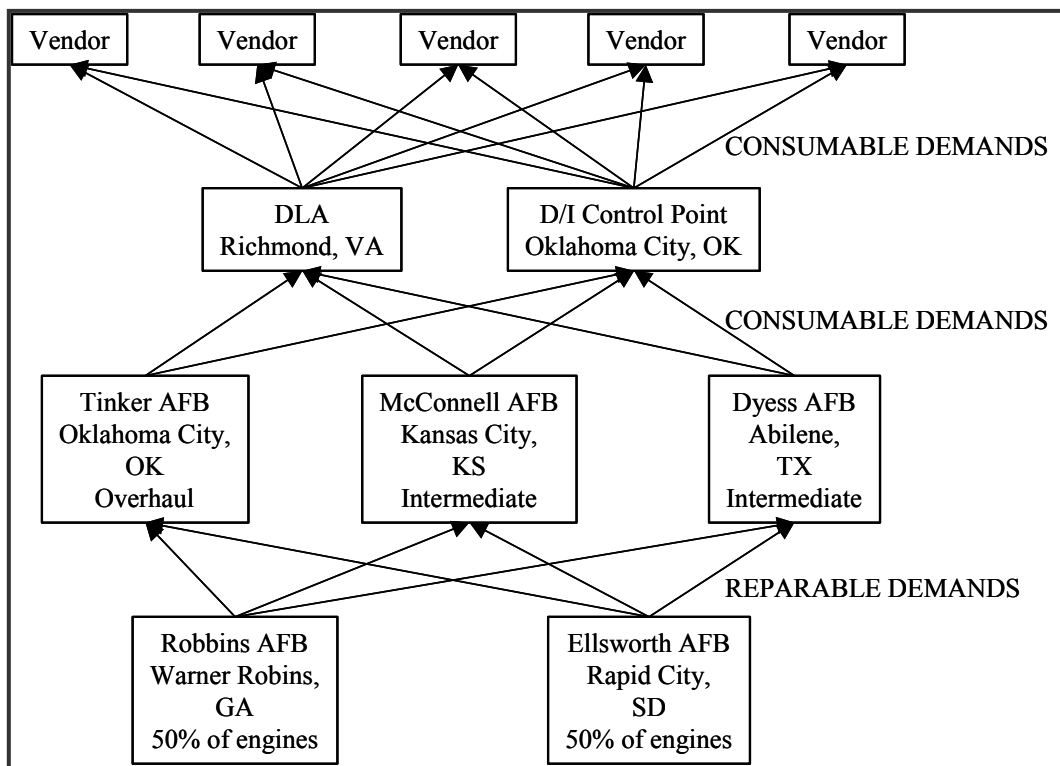 Vendor
Vendor
Vendor
Vendor
Vendor
CONSUMABLE DEMANDS
DLA
Richmond, VA
D/I Control Point
Oklahoma City, OK
CONSUMABLE DEMANDS
Tinker AFB
Oklahoma City,
OK
Overhaul
McConnell AFB
Kansas City,
KS
Intermediate
Dyess AFB
Abilene,
TX
Intermediate
REPARABLE DEMANDS
Robbins AFB
Warner Robins,
GA
50% of engines
Ellsworth AFB
Rapid City,
SD
50% of engines